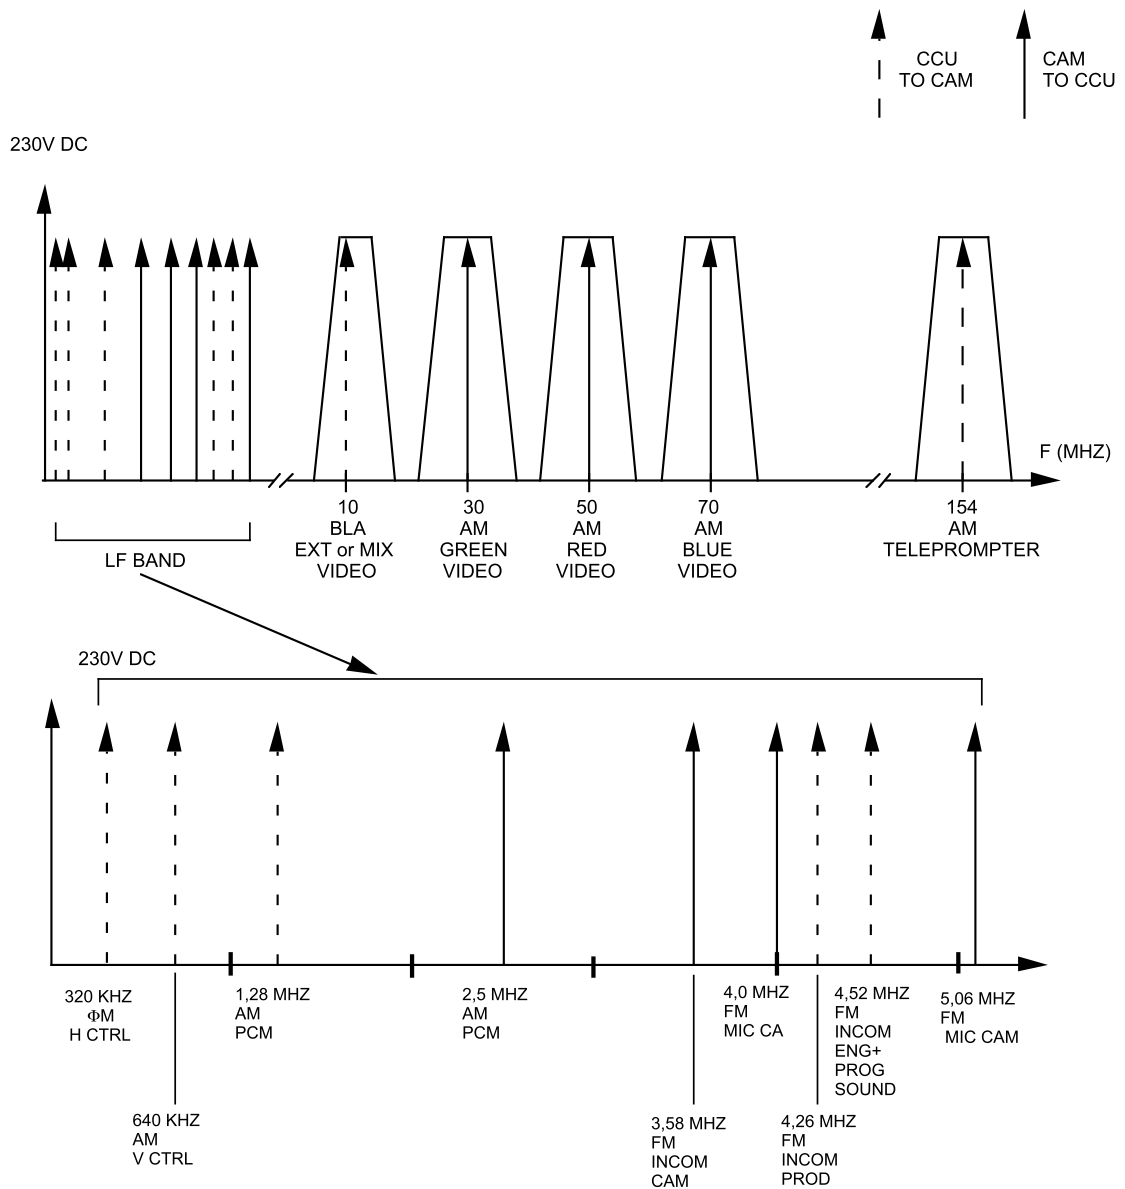 CCU
TO CAM
CAM
TO CCU
230V DC
F (MHZ)
10
BLA
EXT or MIX
VIDEO
30
AM
GREEN
VIDEO
50
AM
RED
VIDEO
70
AM
BLUE
VIDEO
154
AM
TELEPROMPTER
LF BAND
230V DC
320 KHZ
ΦM
H CTRL
640 KHZ
AM
V CTRL
1,28 MHZ
AM
PCM
2,5 MHZ
AM
PCM
3,58 MHZ
FM
INCOM
CAM
4,0 MHZ
FM
MIC CA
4,26 MHZ
FM
INCOM
PROD
4,52 MHZ
FM
INCOM
ENG+
PROG
SOUND
5,06 MHZ
FM
MIC CAM